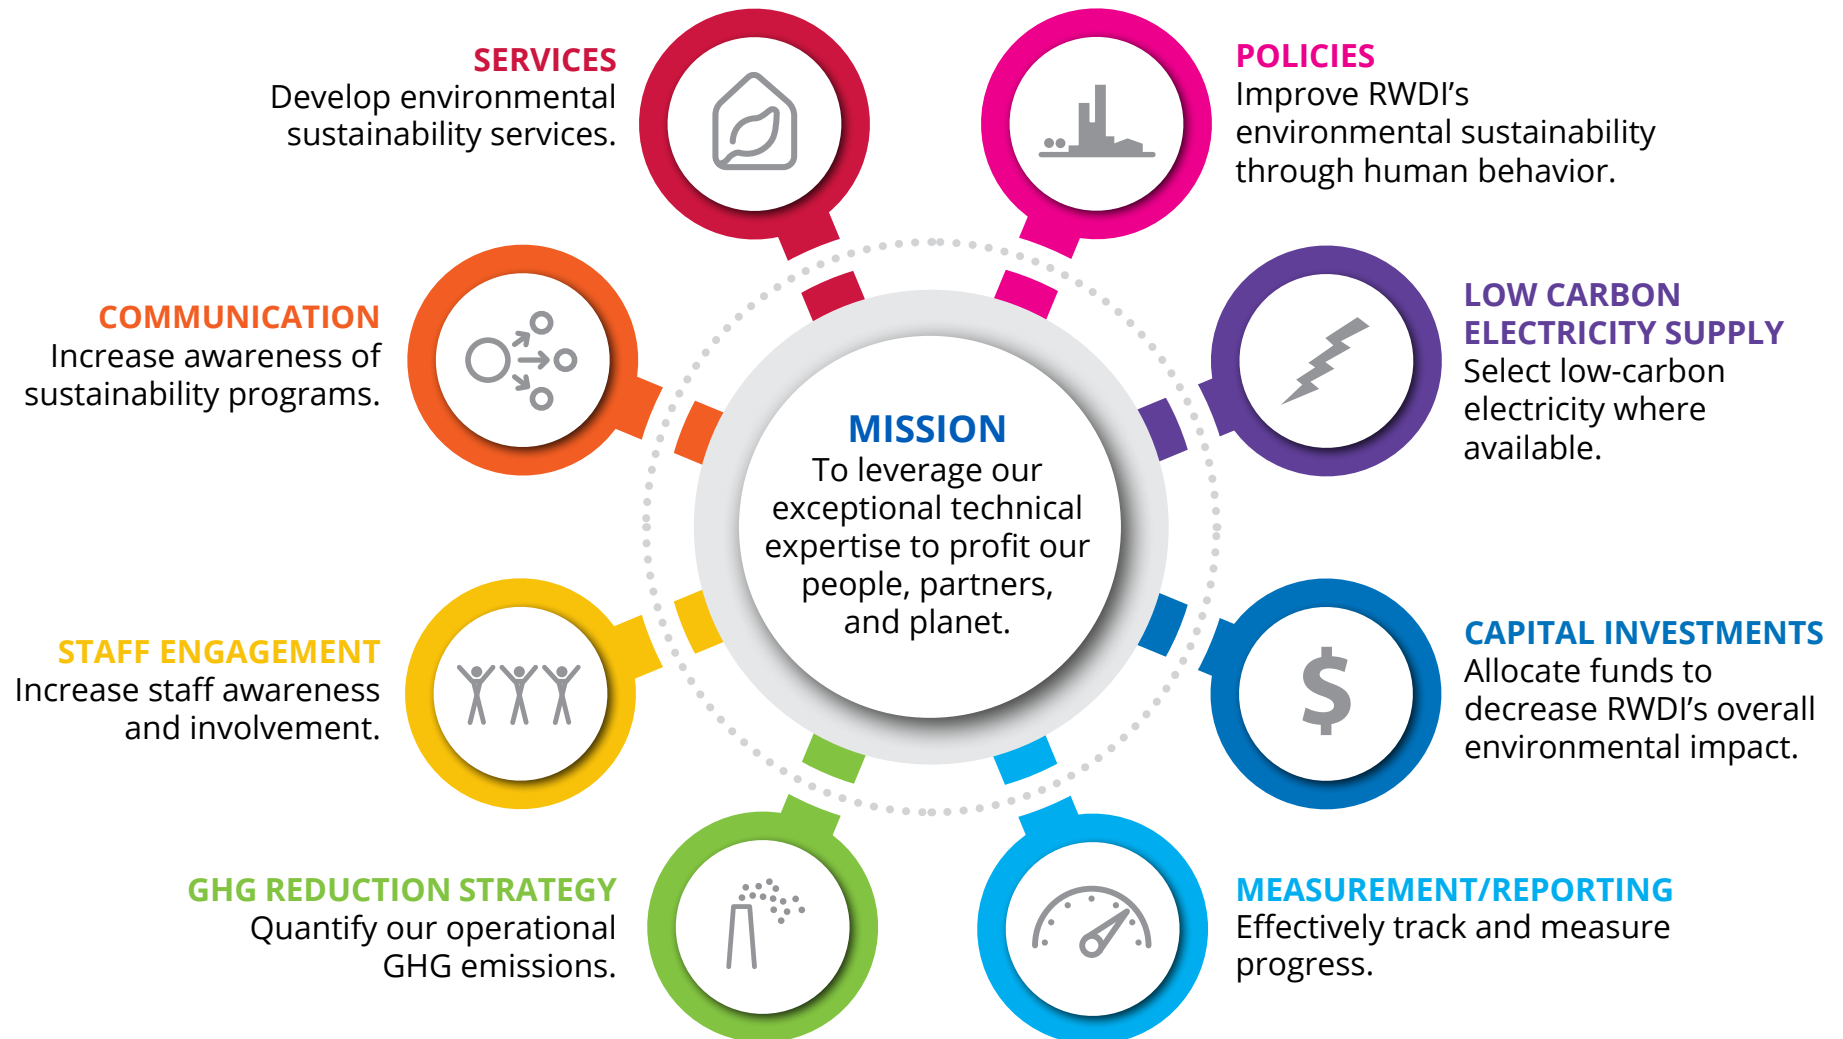 SERVICES
Develop environmental
sustainability services.
POLICIES
Improve RWDI's
environmental sustainability
through human behavior.
COMMUNICATION
Increase awareness of
sustainability programs.
LOW CARBON
ELECTRICITY SUPPLY
Select low-carbon
electricity where
available.
MISSION
To leverage our
exceptional technical
expertise to profit our
people, partners,
and planet.
STAFF ENGAGEMENT
Increase staff awareness
and involvement.
$
CAPITAL INVESTMENTS
Allocate funds to
decrease RWDI's overall
environmental impact.
GHG REDUCTION STRATEGY
Quantify our operational
GHG emissions.
MEASUREMENT/REPORTING
Effectively track and measure
progress.